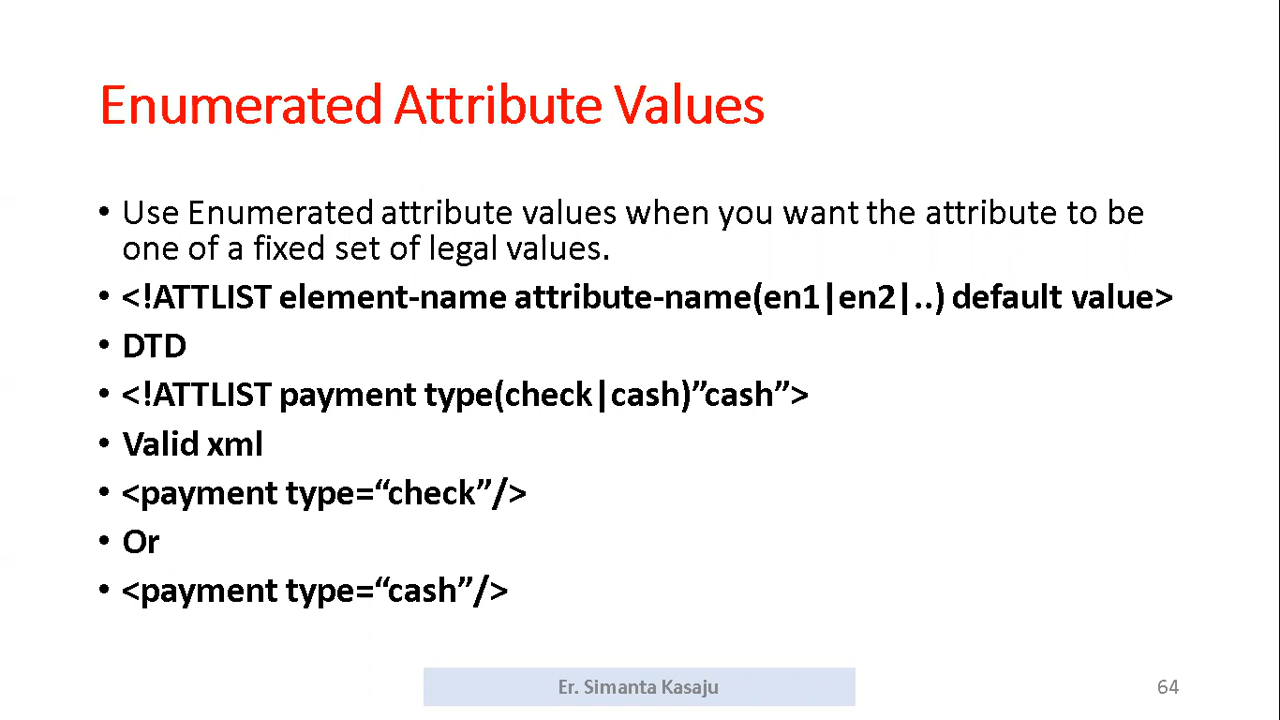 Enumerated Attribute Values
• Use Enumerated attribute values when you want the attribute to be
one of a fixed set of legal values.
• <!ATTLIST element-name attribute-name(en1|en2|..) default value>
• DTD
• <!ATTLIST payment type(check|cash)”cash”>
• Valid xml
• <payment type=“check”/>
• Or
• <payment type=“cash”/>
Er. Simanta Kasaju
64